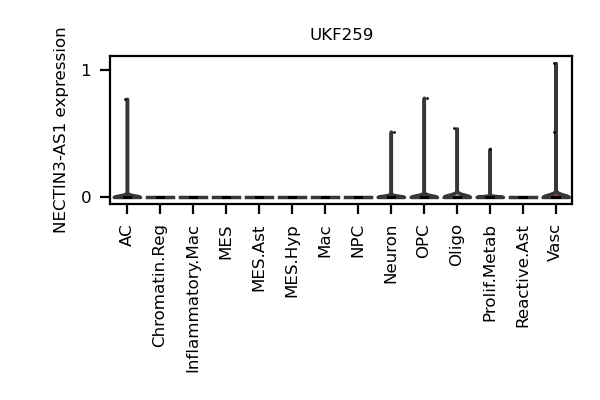 UKF259
NECTIN3-AS1 expression
1
0
AC
Chromatin.Reg
Inflammatory.Mac
MES
MES.Ast
MES.Hyp
Mac
NPC
Neuron
OPC
Oligo
Prolif.Metab
Reactive.Ast
Vasc